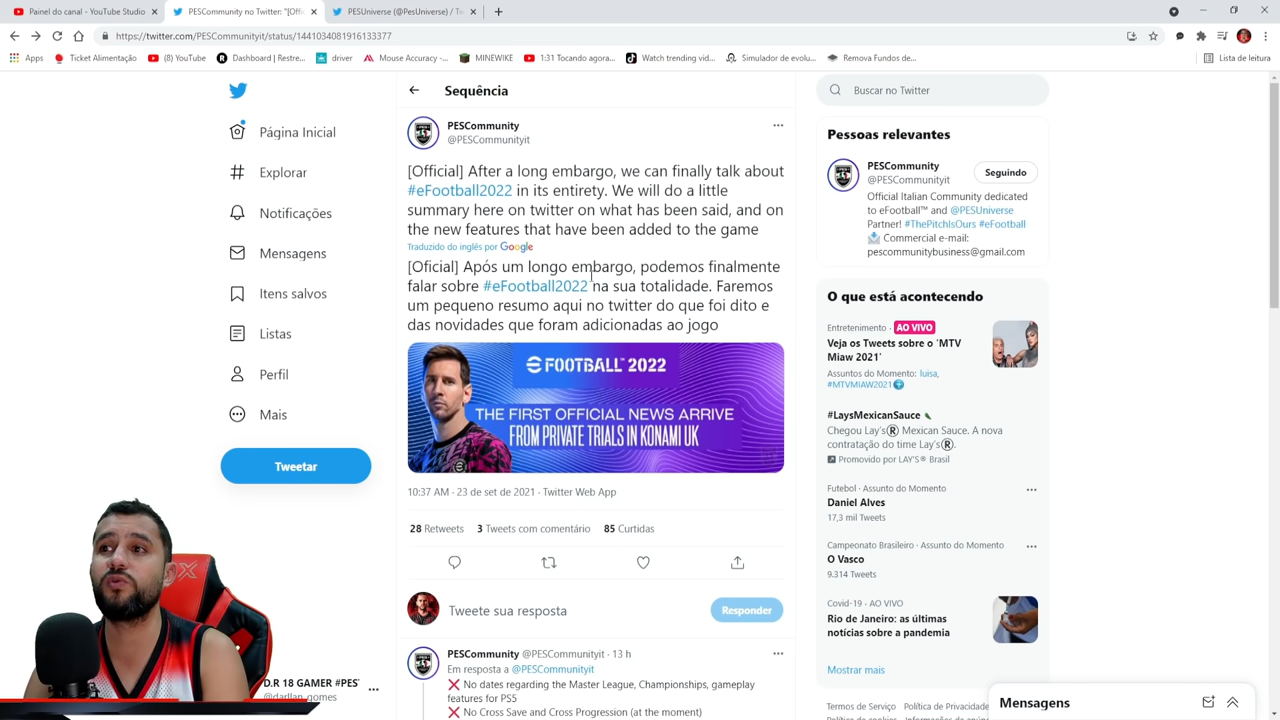 Painel do canal - YouTube Studio
PESCommunity no Twitter: "[Ofi
PESUniverse (@PesUniverse) / Tw
https://twitter.com/PESCommunityit/status/1441034081916133377
Apps
Ticket Alimentação
(8) YouTube
Dashboard | Restre...
driver
Mouse Accuracy -...
MINEWIKE
1:31 Tocando agora...
Watch trending vid...
Simulador de evolu...
Remova Fundos de...
Lista de leitura
Página Inicial
Explorar
Notificações
Mensagens
Itens salvos
Listas
Perfil
Mais
Tweetar
D.R 18 GAMER #PES
@darllan_gomes
Sequência
PESCommunity
@PESCommunityit
[Official] After a long embargo, we can finally talk about
#eFootball2022 in its entirety. We will do a little
summary here on twitter on what has been said, and on
the new features that have been added to the game
Traduzido do inglês por Google
[Oficial] Após um longo embargo, podemos finalmente
falar sobre #eFootball2022 na sua totalidade. Faremos
um pequeno resumo aqui no twitter do que foi dito e
das novidades que foram adicionadas ao jogo
eFOOTBALL™ 2022
THE FIRST OFFICIAL NEWS ARRIVE
FROM PRIVATE TRIALS IN KONAMI UK
10:37 AM · 23 de set de 2021 · Twitter Web App
28 Retweets 3 Tweets com comentário 85 Curtidas
Tweete sua resposta
Responder
PESCommunity @PESCommunityit · 13 h
Em resposta a @PESCommunityit
❌ No dates regarding the Master League, Championships, gameplay
features for PS5
❌ No Cross Save and Cross Progression (at the moment)
Buscar no Twitter
Pessoas relevantes
PESCommunity
@PESCommunityit
Seguindo
Official Italian Community dedicated
to eFootball™ and @PESUniverse
Partner! #ThePitchIsOurs #eFootball
📩 Commercial e-mail:
pescommunitybusiness@gmail.com
O que está acontecendo
Entretenimento · AO VIVO
Veja os Tweets sobre o 'MTV
Miaw 2021'
Assuntos do Momento: luisa,
#MTVMIAW2021
#LaysMexicanSauce
Chegou Lay's® Mexican Sauce. A nova
contratação do time Lay's®.
Promovido por LAY'S® Brasil
Futebol · Assunto do Momento
Daniel Alves
17,3 mil Tweets
Campeonato Brasileiro · Assunto do Momento
O Vasco
9.314 Tweets
Covid-19 · AO VIVO
Rio de Janeiro: as últimas
notícias sobre a pandemia
Mostrar mais
Termos de Serviço Política de Privacidade
Mensagens